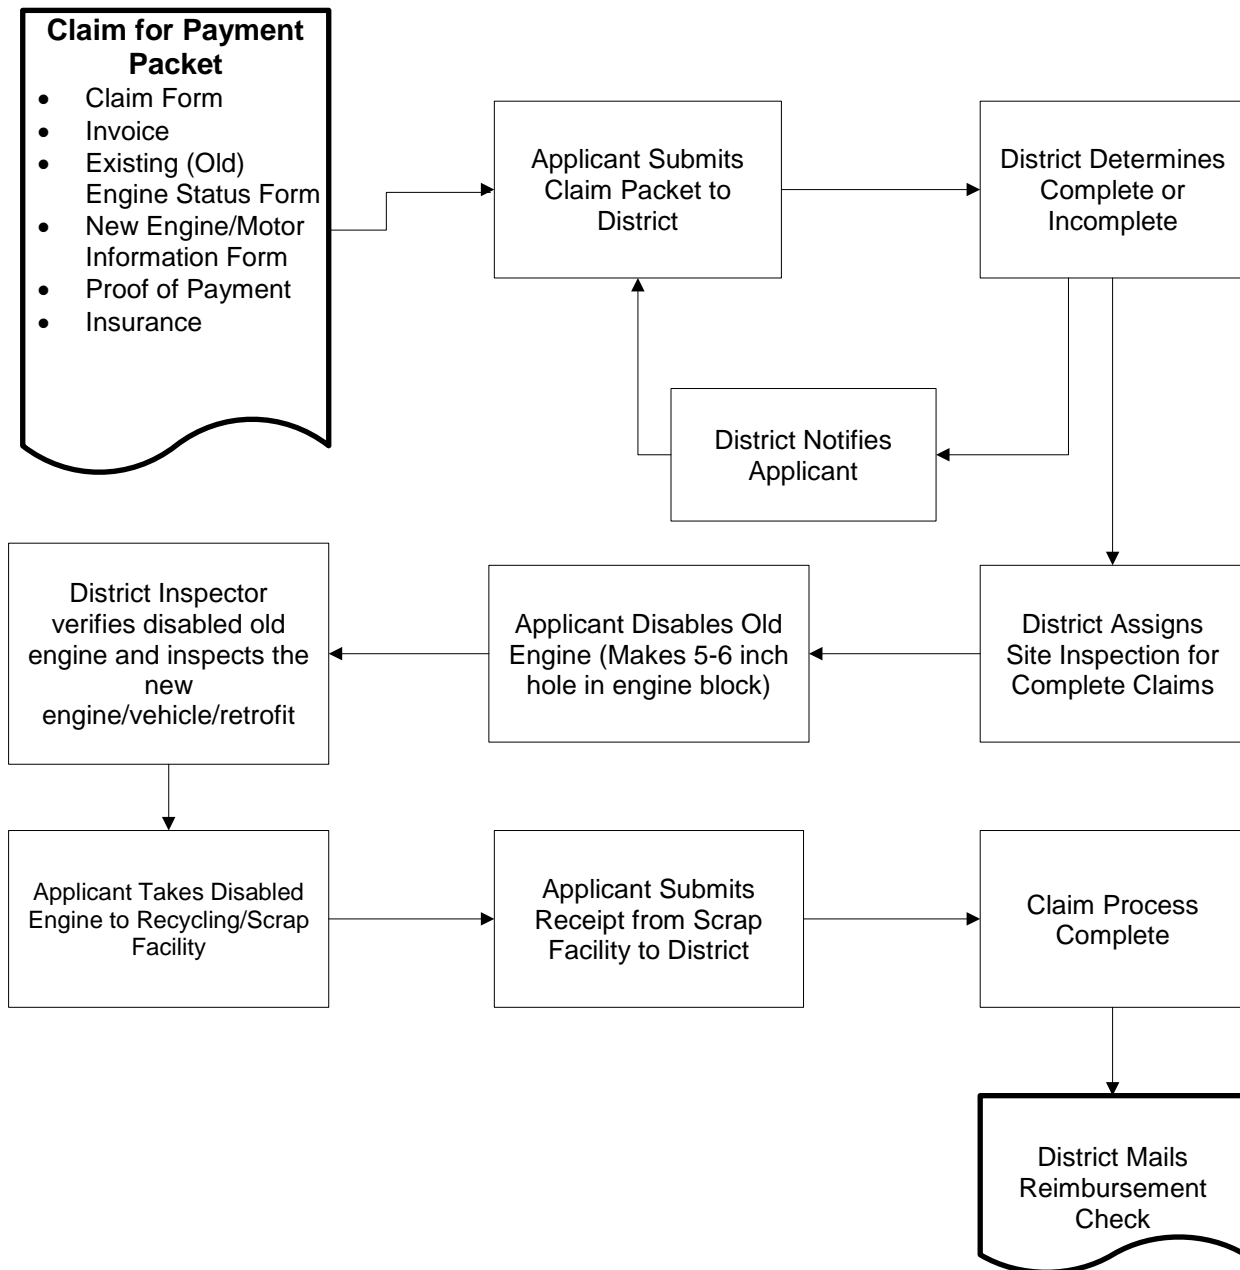 Claim for Payment
Packet
• Claim Form
• Invoice
• Existing (Old)
Engine Status Form
• New Engine/Motor
Information Form
• Proof of Payment
• Insurance
Applicant Submits
Claim Packet to
District
District Determines
Complete or
Incomplete
District Notifies
Applicant
District Assigns
Site Inspection for
Complete Claims
Applicant Disables Old
Engine (Makes 5-6 inch
hole in engine block)
District Inspector
verifies disabled old
engine and inspects the
new
engine/vehicle/retrofit
Applicant Takes Disabled
Engine to Recycling/Scrap
Facility
Applicant Submits
Receipt from Scrap
Facility to District
Claim Process
Complete
District Mails
Reimbursement
Check